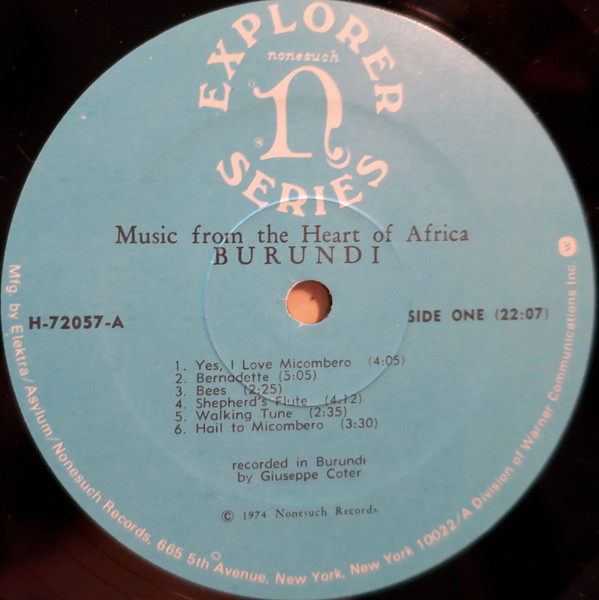 EXPLORER
nonesuch
n
SERIES
Music from the Heart of Africa
BURUNDI
H-72057-A
SIDE ONE (22:07)
1. Yes, I Love Micombero (4:05)
2. Bernadette (5:05)
3. Bees (2:25)
4. Shepherd's Flute (4:12)
5. Walking Tune (2:35)
6. Hail to Micombero (3:30)
recorded in Burundi
by Giuseppe Coter
© 1974 Nonesuch Records
Mfg. by Elektra/Asylum/Nonesuch Records, 665 5th Avenue, New York, New York 10022/A Division of Warner Communications Inc